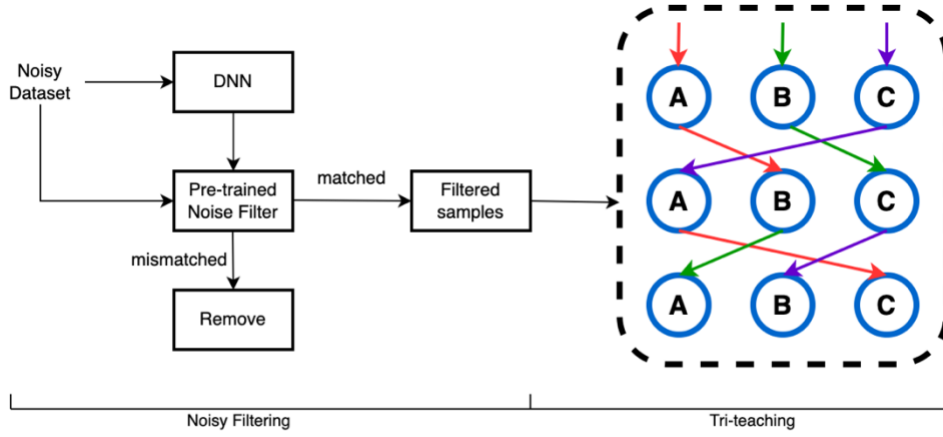 Noisy
Dataset
DNN
Pre-trained
Noise Filter
matched
Filtered
samples
mismatched
Remove
A B C
A B C
A B C
Noisy Filtering
Tri-teaching